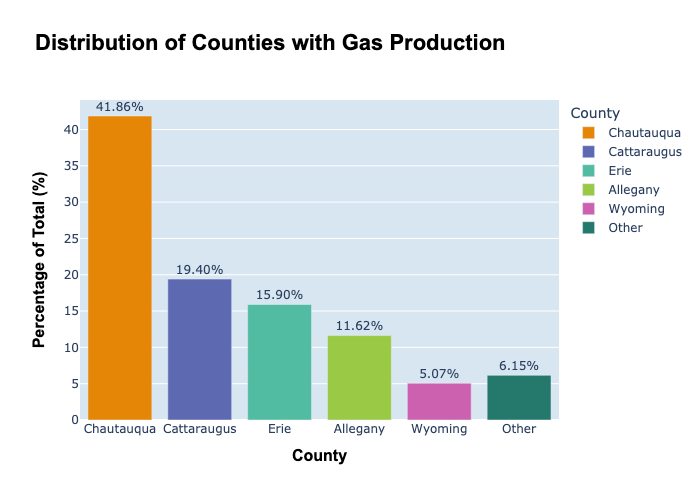 Distribution of Counties with Gas Production
Percentage of Total (%)
40
35
30
25
20
15
10
5
0
41.86%
19.40%
15.90%
11.62%
5.07%
6.15%
Chautauqua Cattaraugus Erie Allegany Wyoming Other
County
County
Chautauqua
Cattaraugus
Erie
Allegany
Wyoming
Other